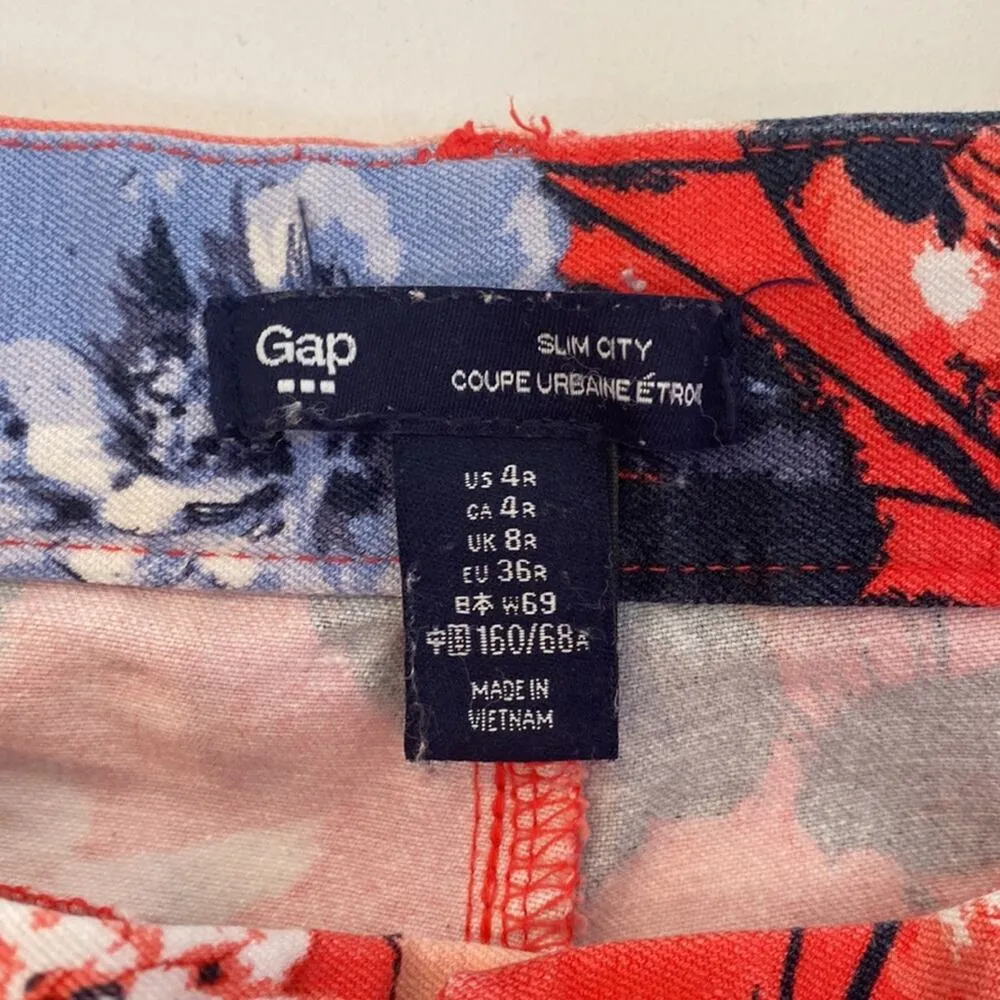 Gap
SLIM CITY
COUPE URBAINE ÉTROI
US 4R
CA 4R
UK 8R
EU 36R
日本 W69
中国 160/68A
MADE IN
VIETNAM